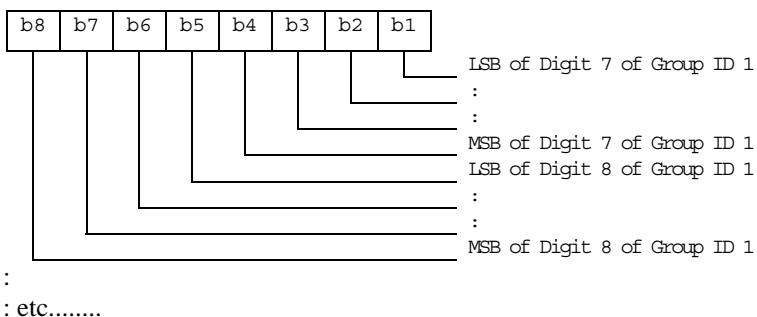 b8 b7 b6 b5 b4 b3 b2 b1
LSB of Digit 7 of Group ID 1
:
:
MSB of Digit 7 of Group ID 1
LSB of Digit 8 of Group ID 1
:
:
MSB of Digit 8 of Group ID 1
:
: etc........